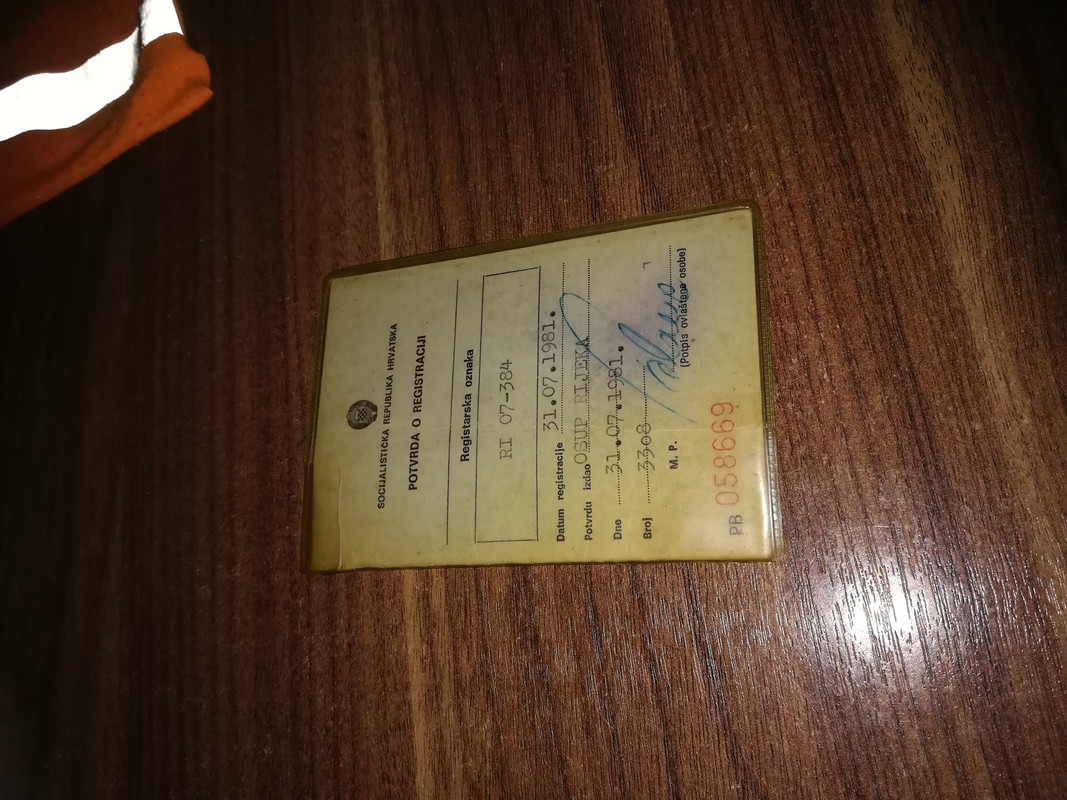 SOCIJALISTIČKA REPUBLIKA HRVATSKA
POTVRDA O REGISTRACIJI
Registarska oznaka
RI 07-384
Datum registracije 31.07.1981.
Potvrdu izdao OSUP RIJEKA
Dne 31.07.1981.
Broj 3308
M. P.
(Potpis ovlaštene osobe)
PB 058669